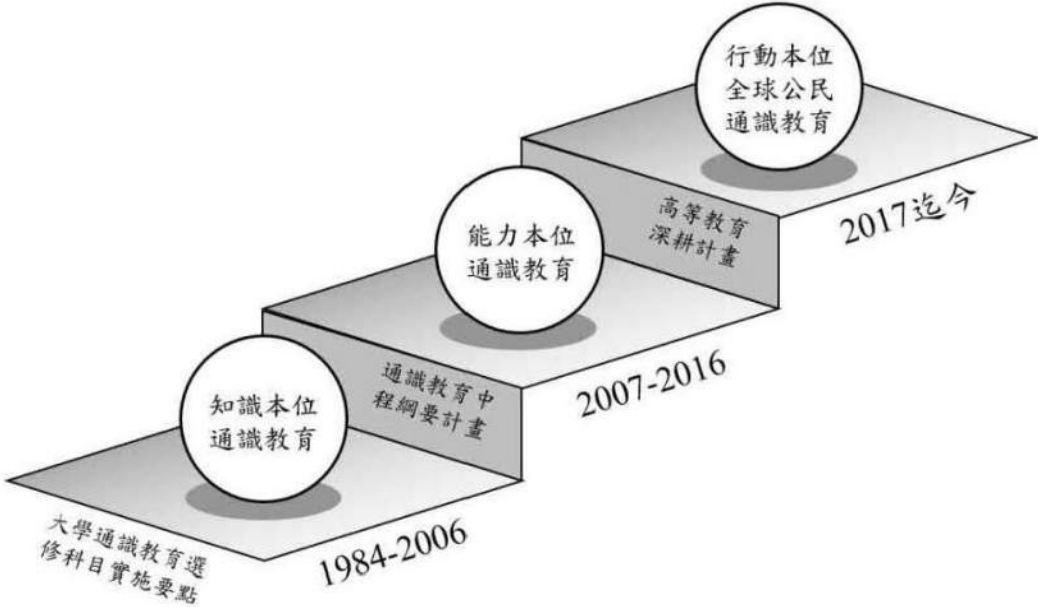 行動本位
全球公民
通識教育
2017迄今
高等教育
深耕計畫
能力本位
通識教育
2007-2016
通識教育中
程綱要計畫
知識本位
通識教育
1984-2006
大學通識教育選
修科目實施要點